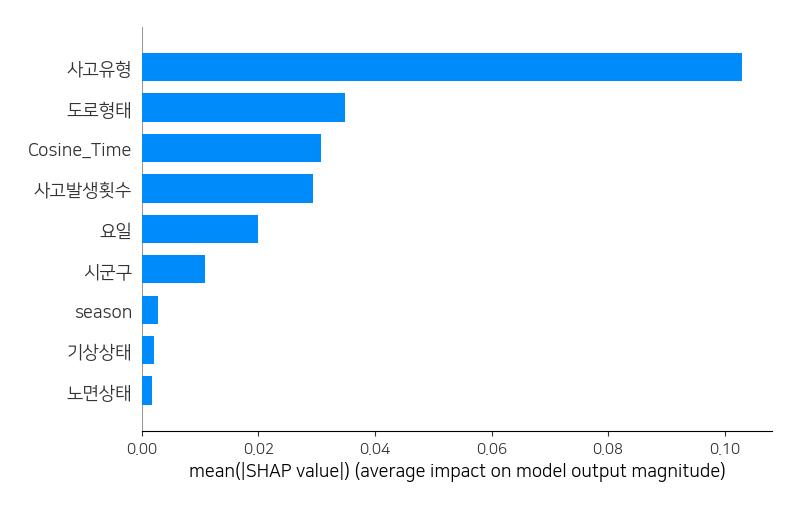 사고유형
도로형태
Cosine_Time
사고발생횟수
요일
시군구
season
기상상태
노면상태
0.00 0.02 0.04 0.06 0.08 0.10
mean(|SHAP value|) (average impact on model output magnitude)